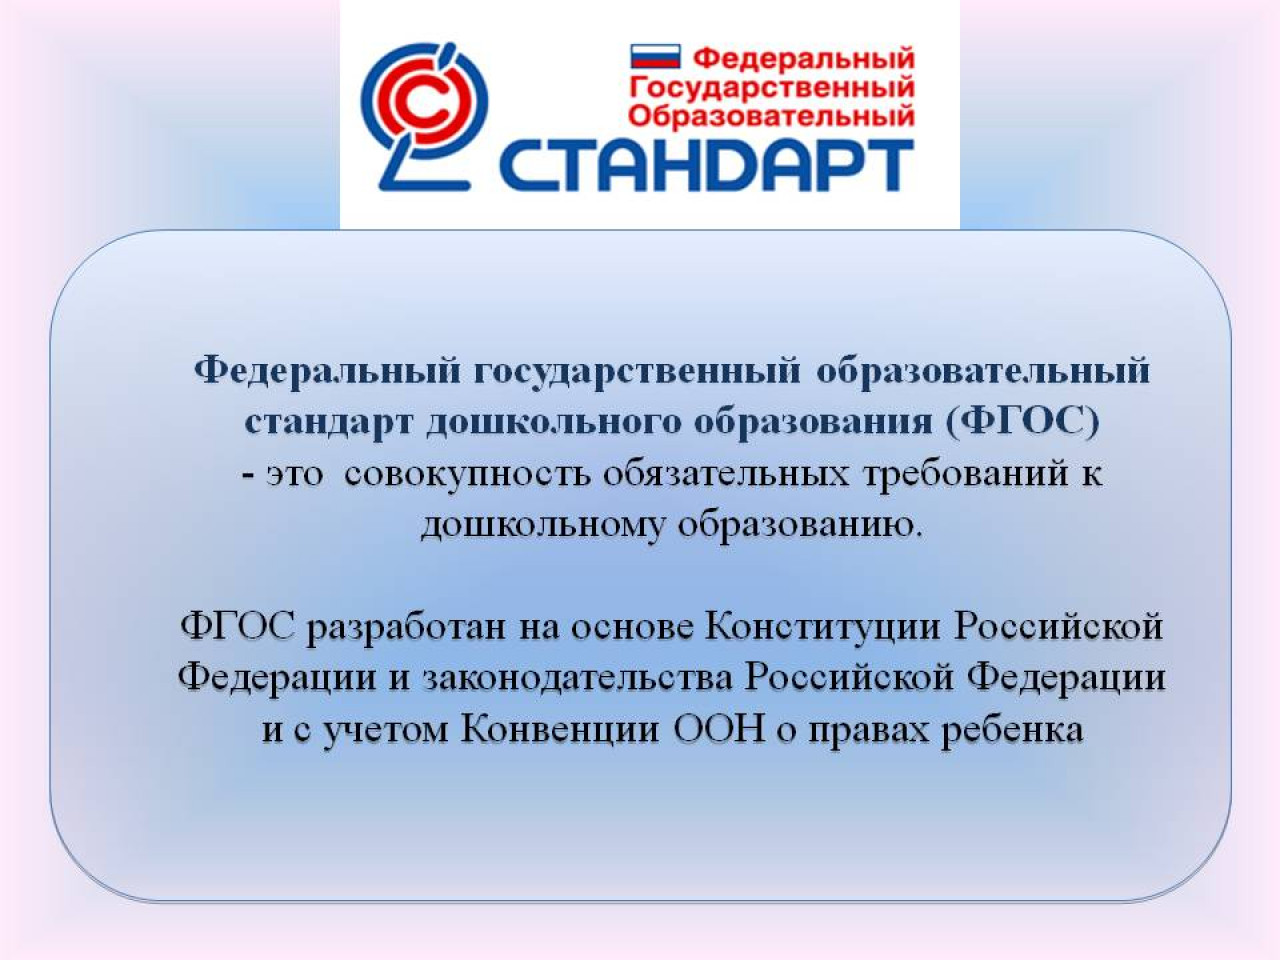 Федеральный
Государственный
Образовательный
СТАНДАРТ
Федеральный государственный образовательный
стандарт дошкольного образования (ФГОС)
- это совокупность обязательных требований к
дошкольному образованию.
ФГОС разработан на основе Конституции Российской
Федерации и законодательства Российской Федерации
и с учетом Конвенции ООН о правах ребенка